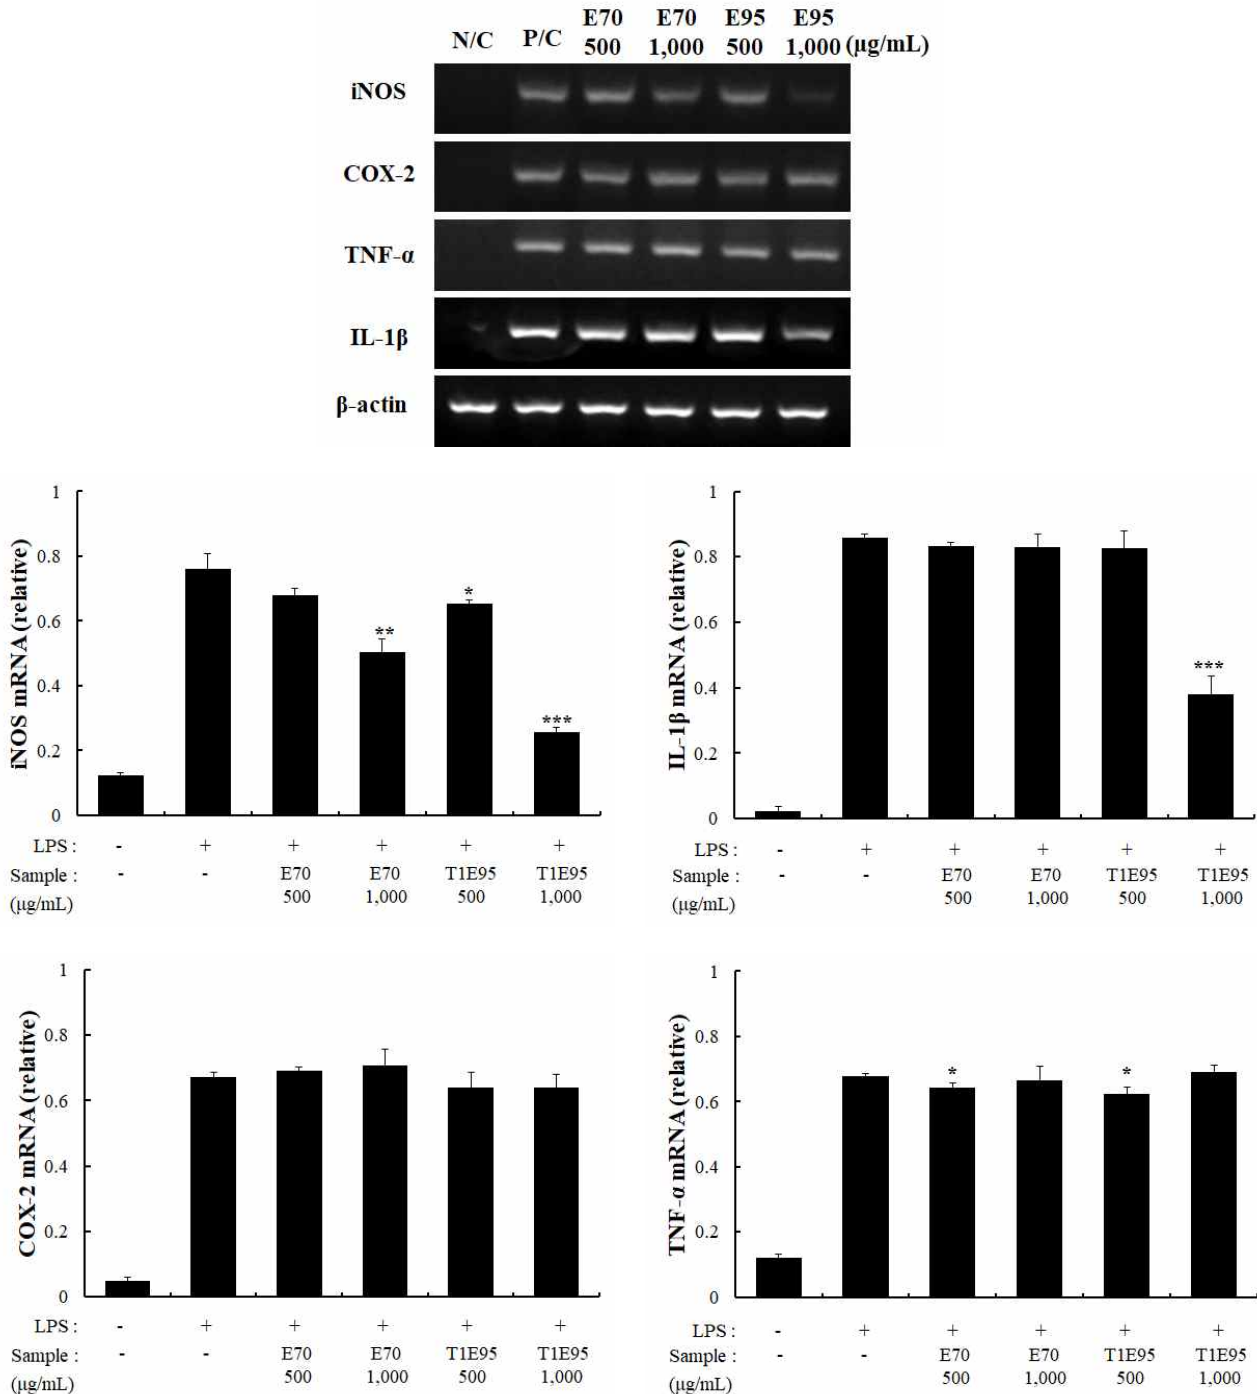 N/C P/C E70 E70 E95 E95
500 1,000 500 1,000 (μg/mL)
iNOS
COX-2
TNF-α
IL-1β
β-actin
iNOS mRNA (relative)
1
0.8
0.6
0.4
0.2
0
* ** ***
LPS : - + + + + +
Sample : - - E70 E70 T1E95 T1E95
(μg/mL) 500 1,000 500 1,000
IL-1β mRNA (relative)
1
0.8
0.6
0.4
0.2
0
***
LPS : - + + + + +
Sample : - - E70 E70 T1E95 T1E95
(μg/mL) 500 1,000 500 1,000
COX-2 mRNA (relative)
1
0.8
0.6
0.4
0.2
0
LPS : - + + + + +
Sample : - - E70 E70 T1E95 T1E95
(μg/mL) 500 1,000 500 1,000
TNF-α mRNA (relative)
1
0.8
0.6
0.4
0.2
0
* *
LPS : - + + + + +
Sample : - - E70 E70 T1E95 T1E95
(μg/mL) 500 1,000 500 1,000